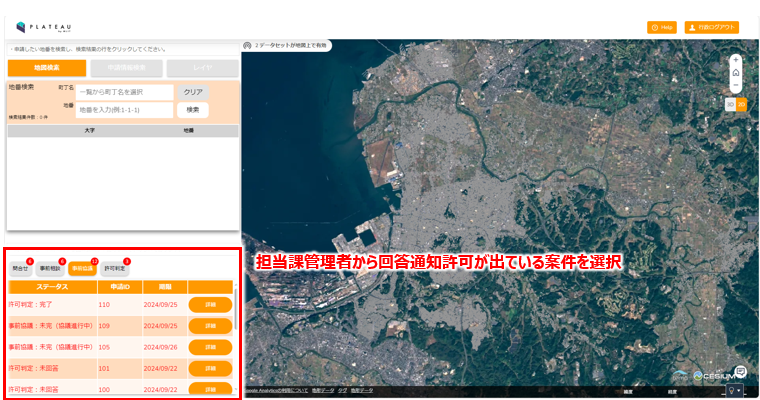 PLATEAU
by MLIT
Help
行政ログアウト
・申請したい地番を検索し、検索結果の行をクリックしてください。
2 データセットが地図上で有効
地図検索
申請情報検索
レイヤ
地番検索
町丁名
一覧から町丁名を選択
クリア
地番
地番を入力(例:1-1-1)
検索
検索結果件数：0 件
大字
地番
3D
2D
問合せ
事前相談
事前協議
12
許可判定
担当課管理者から回答通知許可が出ている案件を選択
ステータス
申請ID
期限
許可判定：完了
110
2024/09/25
詳細
事前協議：未完（協議進行中）
109
2024/09/25
詳細
事前協議：未完（協議進行中）
105
2024/09/26
詳細
許可判定：未回答
101
2024/09/22
詳細
許可判定：未回答
100
2024/09/22
詳細
Google Analyticsの利用について
地形データ
タグ
地形データ
CESIUM
緯度
経度